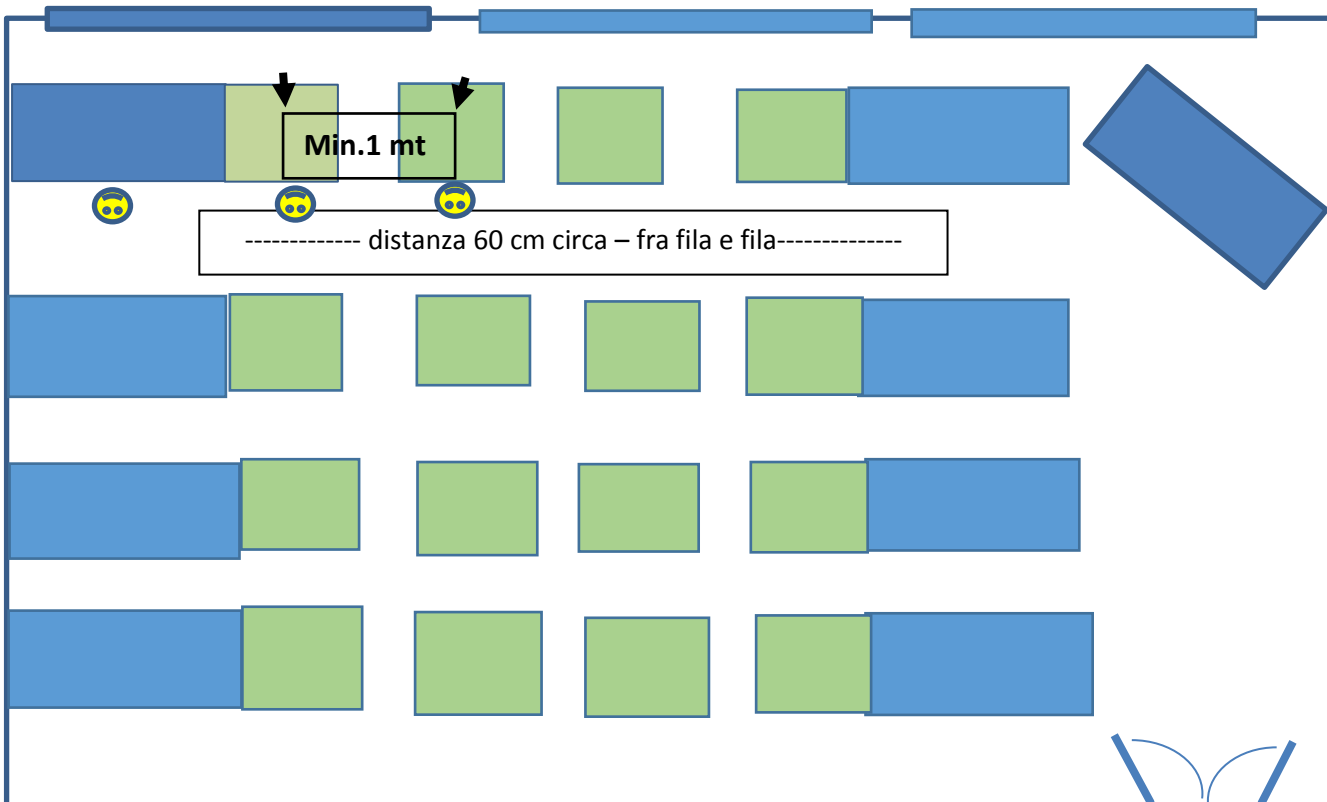 Min.1 mt
------------- distanza 60 cm circa – fra fila e fila--------------